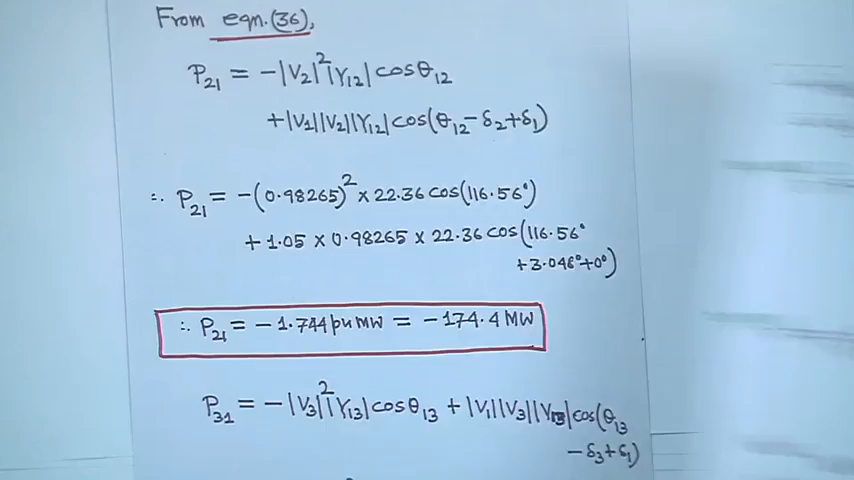 From eqn.(36),
P₂₁ = -|V₂|²|Y₁₂| cosθ₁₂
+|V₁||V₂||Y₁₂| cos(θ₁₂ - δ₂ + δ₁)
∴ P₂₁ = -(0.98265)² × 22.36 cos(116.56°)
+ 1.05 × 0.98265 × 22.36 cos(116.56°
+3.048°+0°)
∴ P₂₁ = -1.744 pu MW = -174.4 MW
P₃₁ = -|V₃|²|Y₁₃| cosθ₁₃ + |V₁||V₃||Y₁₃| cos(θ₁₃
-δ₃+δ₁)